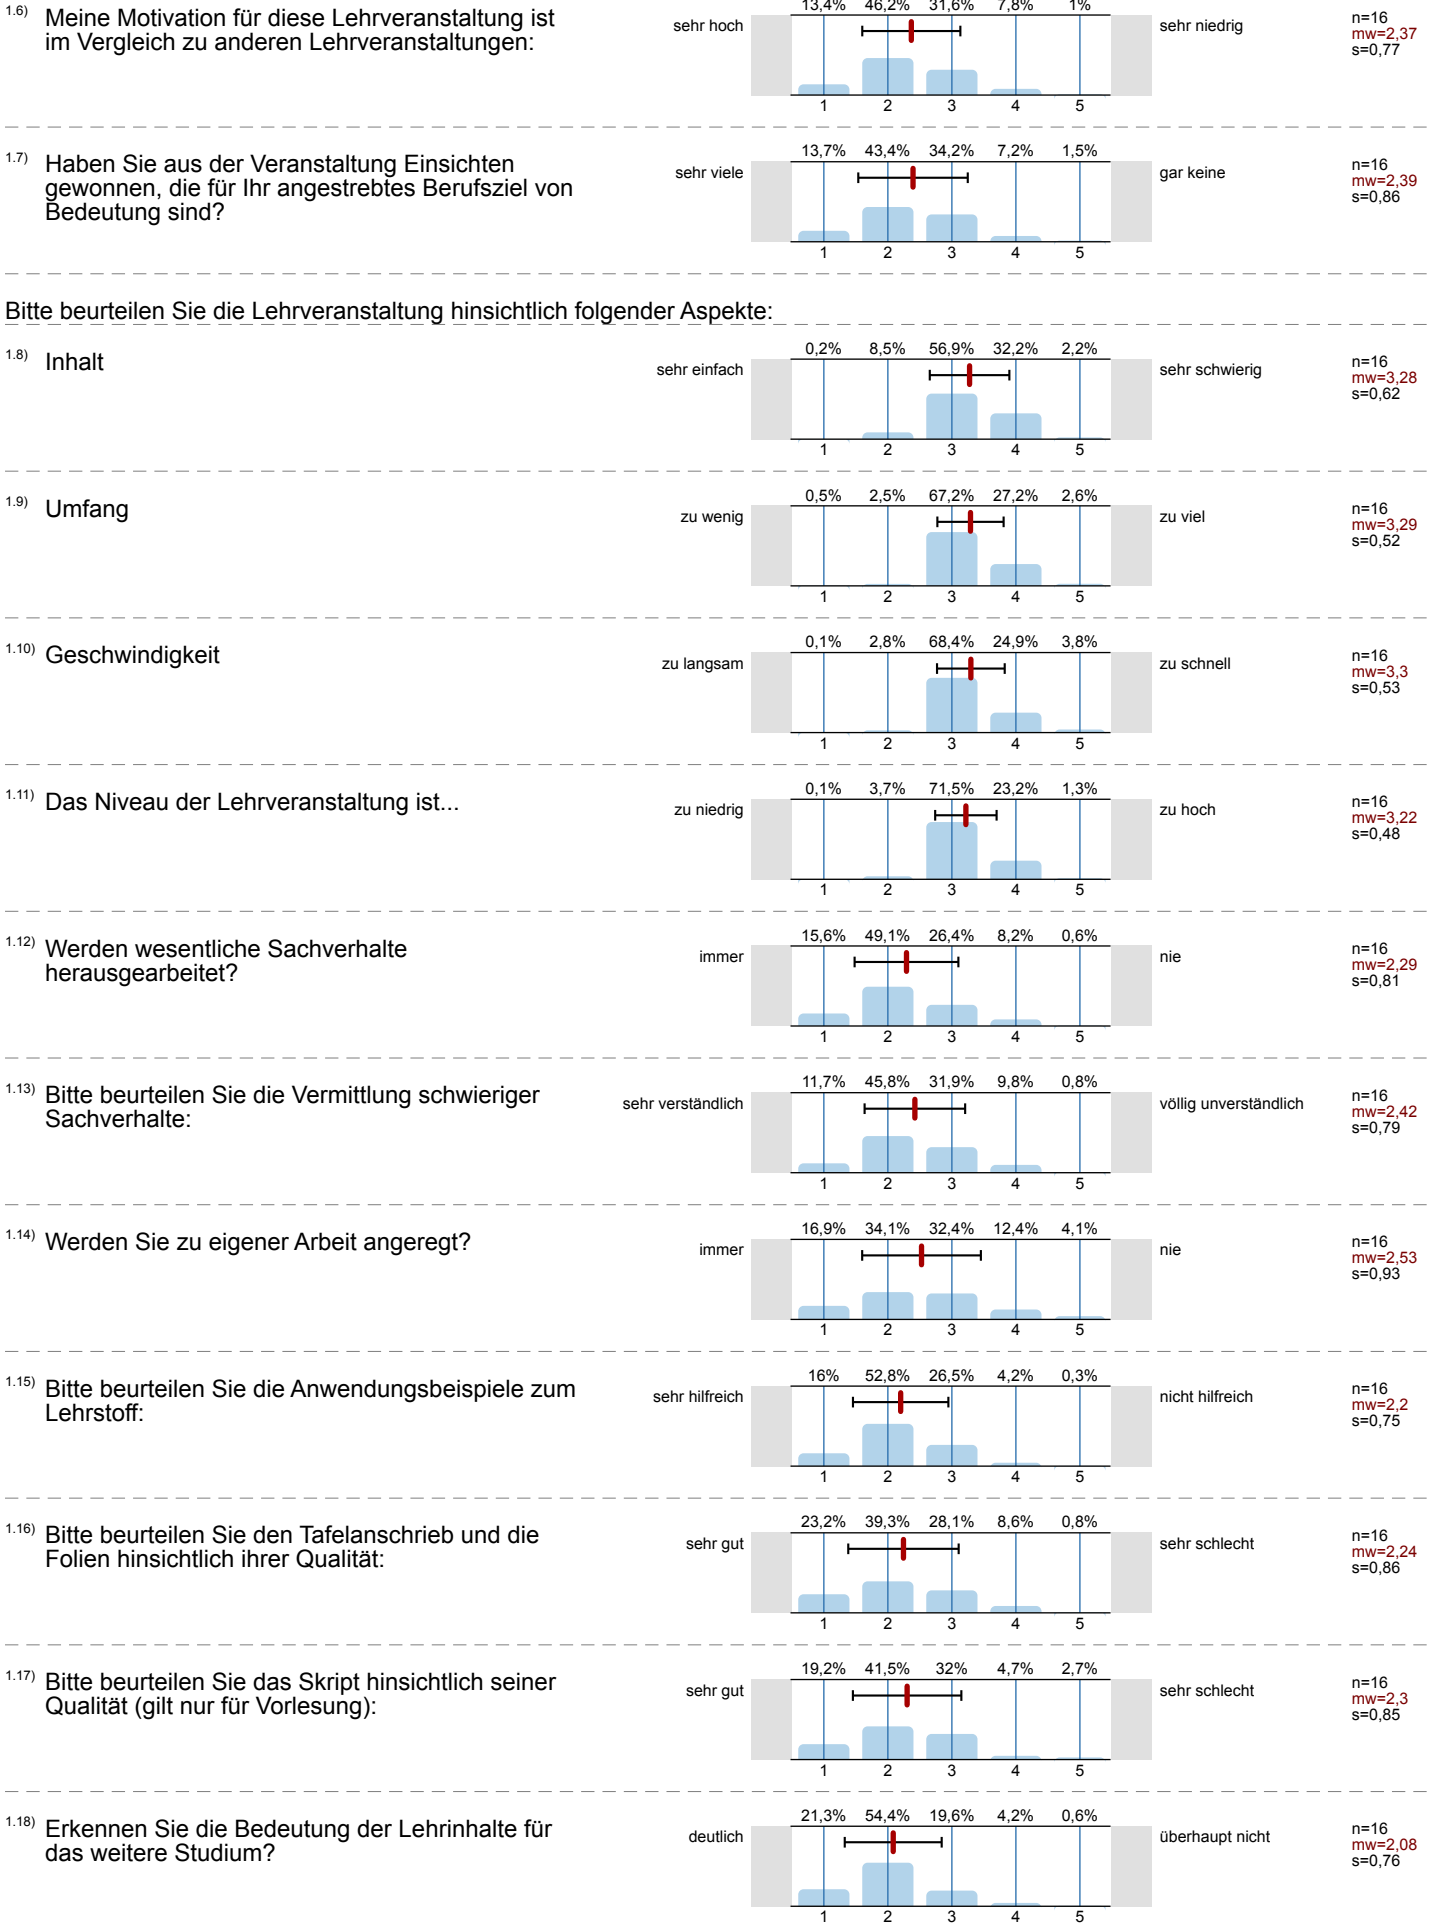 1.6) Meine Motivation für diese Lehrveranstaltung ist
im Vergleich zu anderen Lehrveranstaltungen:
sehr hoch
13,4% 46,2% 31,6% 7,8% 1%
1 2 3 4 5
sehr niedrig
n=16
mw=2,37
s=0,77
1.7) Haben Sie aus der Veranstaltung Einsichten
gewonnen, die für Ihr angestrebtes Berufsziel von
Bedeutung sind?
sehr viele
13,7% 43,4% 34,2% 7,2% 1,5%
1 2 3 4 5
gar keine
n=16
mw=2,39
s=0,86
Bitte beurteilen Sie die Lehrveranstaltung hinsichtlich folgender Aspekte:
1.8) Inhalt
sehr einfach
0,2% 8,5% 56,9% 32,2% 2,2%
1 2 3 4 5
sehr schwierig
n=16
mw=3,28
s=0,62
1.9) Umfang
zu wenig
0,5% 2,5% 67,2% 27,2% 2,6%
1 2 3 4 5
zu viel
n=16
mw=3,29
s=0,52
1.10) Geschwindigkeit
zu langsam
0,1% 2,8% 68,4% 24,9% 3,8%
1 2 3 4 5
zu schnell
n=16
mw=3,3
s=0,53
1.11) Das Niveau der Lehrveranstaltung ist...
zu niedrig
0,1% 3,7% 71,5% 23,2% 1,3%
1 2 3 4 5
zu hoch
n=16
mw=3,22
s=0,48
1.12) Werden wesentliche Sachverhalte
herausgearbeitet?
immer
15,6% 49,1% 26,4% 8,2% 0,6%
1 2 3 4 5
nie
n=16
mw=2,29
s=0,81
1.13) Bitte beurteilen Sie die Vermittlung schwieriger
Sachverhalte:
sehr verständlich
11,7% 45,8% 31,9% 9,8% 0,8%
1 2 3 4 5
völlig unverständlich
n=16
mw=2,42
s=0,79
1.14) Werden Sie zu eigener Arbeit angeregt?
immer
16,9% 34,1% 32,4% 12,4% 4,1%
1 2 3 4 5
nie
n=16
mw=2,53
s=0,93
1.15) Bitte beurteilen Sie die Anwendungsbeispiele zum
Lehrstoff:
sehr hilfreich
16% 52,8% 26,5% 4,2% 0,3%
1 2 3 4 5
nicht hilfreich
n=16
mw=2,2
s=0,75
1.16) Bitte beurteilen Sie den Tafelanschrieb und die
Folien hinsichtlich ihrer Qualität:
sehr gut
23,2% 39,3% 28,1% 8,6% 0,8%
1 2 3 4 5
sehr schlecht
n=16
mw=2,24
s=0,86
1.17) Bitte beurteilen Sie das Skript hinsichtlich seiner
Qualität (gilt nur für Vorlesung):
sehr gut
19,2% 41,5% 32% 4,7% 2,7%
1 2 3 4 5
sehr schlecht
n=16
mw=2,3
s=0,85
1.18) Erkennen Sie die Bedeutung der Lehrinhalte für
das weitere Studium?
deutlich
21,3% 54,4% 19,6% 4,2% 0,6%
1 2 3 4 5
überhaupt nicht
n=16
mw=2,08
s=0,76